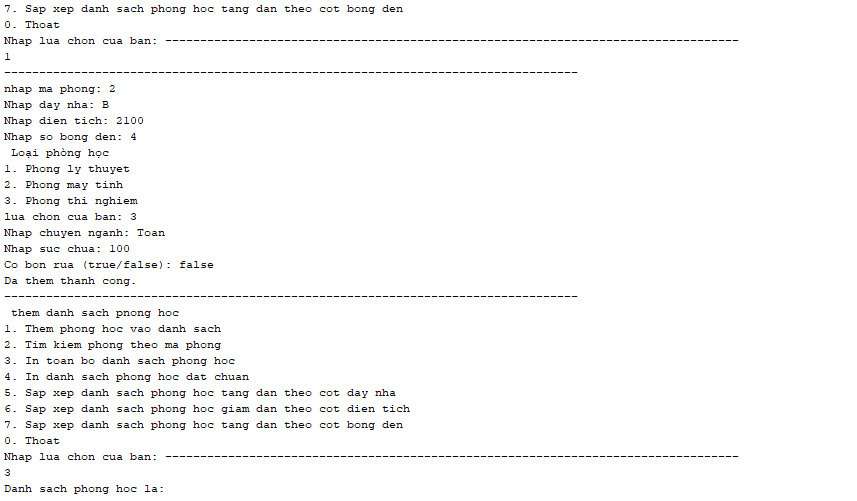 7. Sap xep danh sach phong hoc tang dan theo cot bong den
0. Thoat
Nhap lua chon cua ban: ----------------------------------------------------------------------------------
1
----------------------------------------------------------------------------------
nhap ma phong: 2
Nhap day nha: B
Nhap dien tich: 2100
Nhap so bong den: 4
Loại phòng học
1. Phong ly thuyet
2. Phong may tinh
3. Phong thi nghiem
lua chon cua ban: 3
Nhap chuyen nganh: Toan
Nhap suc chua: 100
Co bon rua (true/false): false
Da them thanh cong.
----------------------------------------------------------------------------------
them danh sach pnong hoc
1. Them phong hoc vao danh sach
2. Tim kiem phong theo ma phong
3. In toan bo danh sach phong hoc
4. In danh sach phong hoc dat chuan
5. Sap xep danh sach phong hoc tang dan theo cot day nha
6. Sap xep danh sach phong hoc giam dan theo cot dien tich
7. Sap xep danh sach phong hoc tang dan theo cot bong den
0. Thoat
Nhap lua chon cua ban: ----------------------------------------------------------------------------------
3
Danh sach phong hoc la: